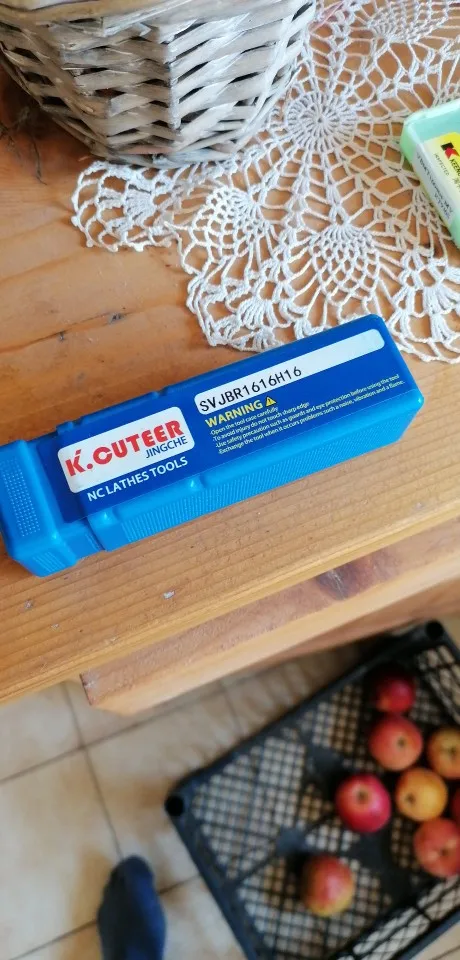 SVJBR1616H16
WARNING
-Open the tool case carefully
-To avoid injury do not touch sharp edge
-Use safety precaution such as guards and eye protection before using the tool
-Exchange the tool when it occurs problems such a naise, vibration and a flame.
K.CUTEER
JINGCHE
NC LATHES TOOLS